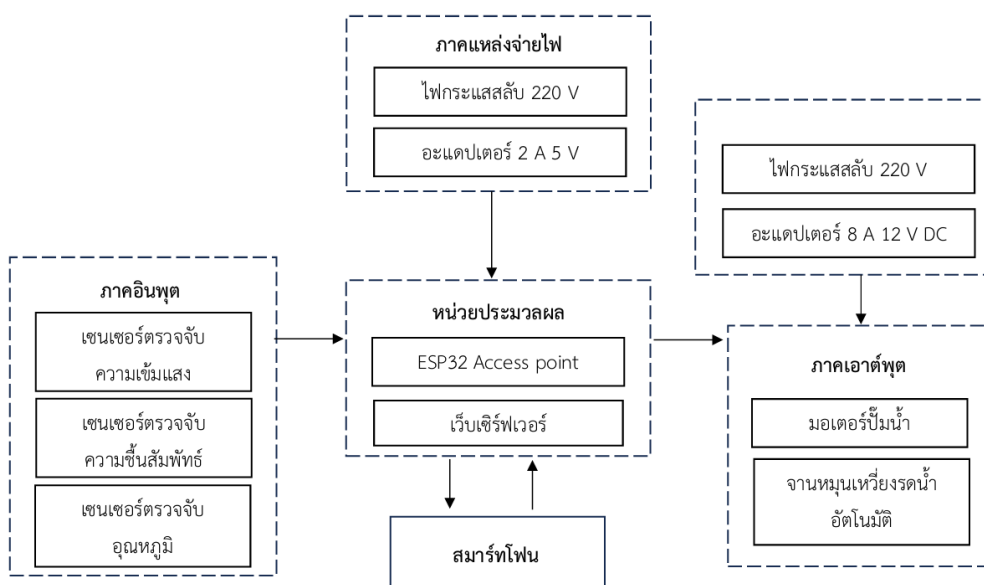 ภาคแหล่งจ่ายไฟ
ไฟกระแสสลับ 220 V
อะแดปเตอร์ 2 A 5 V
ไฟกระแสสลับ 220 V
อะแดปเตอร์ 8 A 12 V DC
ภาคอินพุต
เซนเซอร์ตรวจจับ
ความเข้มแสง
เซนเซอร์ตรวจจับ
ความชื้นสัมพัทธ์
เซนเซอร์ตรวจจับ
อุณหภูมิ
หน่วยประมวลผล
ESP32 Access point
เว็บเซิร์ฟเวอร์
ภาคเอาต์พุต
มอเตอร์ปั๊มน้ำ
จานหมุนเหวี่ยงรดน้ำ
อัตโนมัติ
สมาร์ทโฟน